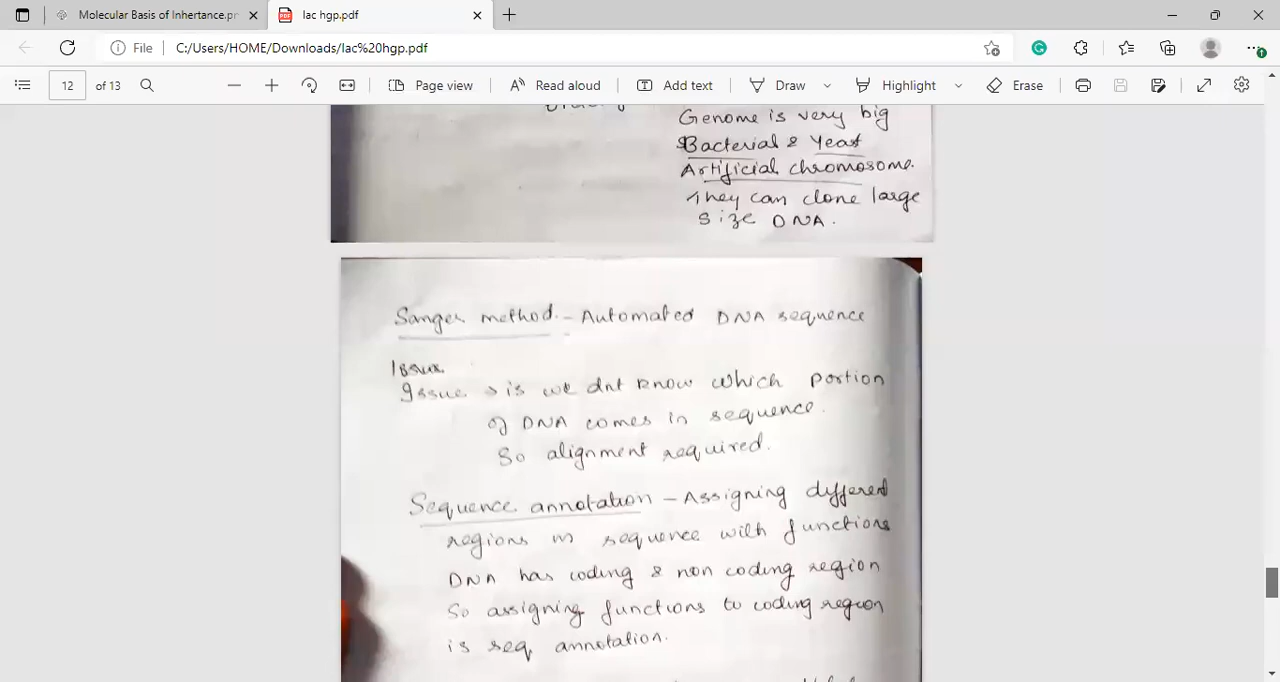 Molecular Basis of Inhertance.pr
lac hgp.pdf
File
C:/Users/HOME/Downloads/lac%20hgp.pdf
12 of 13
Page view
Read aloud
Add text
Draw
Highlight
Erase
Genome is very big
Bacterial & Yeast
Artificial chromosome.
They can clone large
size DNA.
Sanger method. - Automated DNA sequence
Issue
Issue → is we dnt know which portion
of DNA comes in sequence.
So alignment required.
Sequence annotation - Assigning different
regions in sequence with functions
DNA has coding & non coding region
So assigning functions to coding region
is seq annotation.